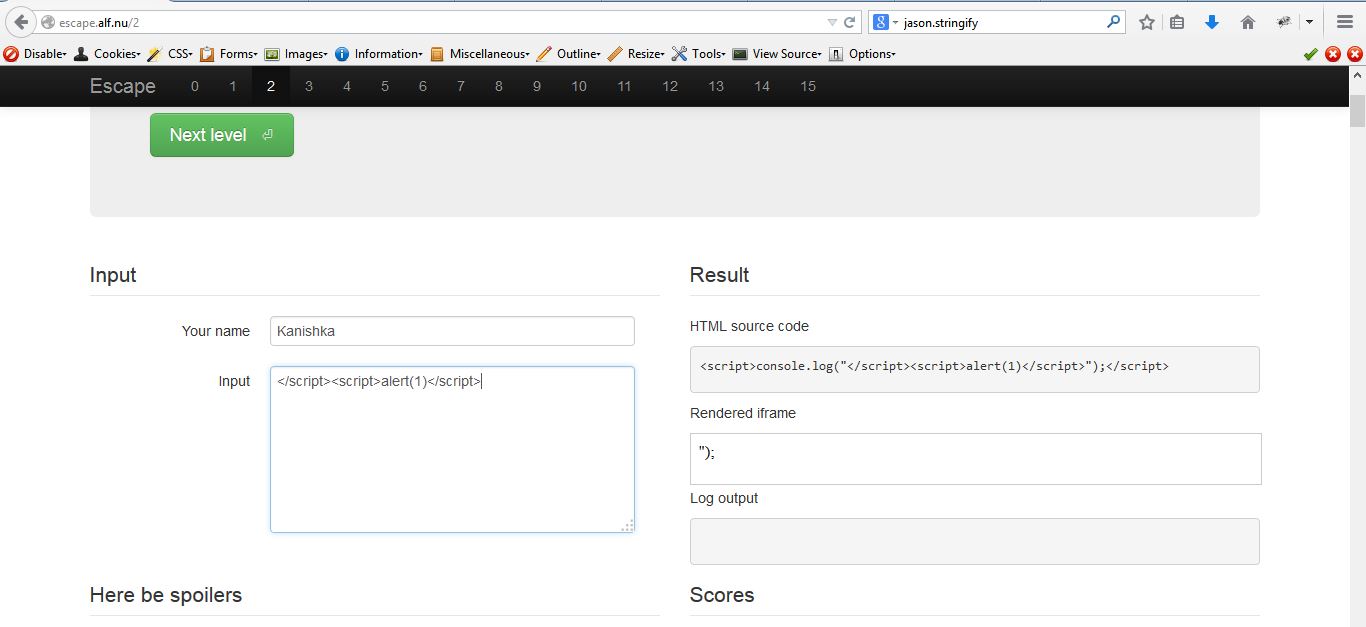 escape.alf.nu/2
8 jason.stringify
Disable Cookies CSS Forms Images Information Miscellaneous Outline Resize Tools View Source Options
Escape 0 1 2 3 4 5 6 7 8 9 10 11 12 13 14 15
Next level ⏎
Input
Your name Kanishka
Input </script><script>alert(1)</script>
Result
HTML source code
<script>console.log("</script><script>alert(1)</script>");</script>
Rendered iframe
");
Log output
Here be spoilers
Scores